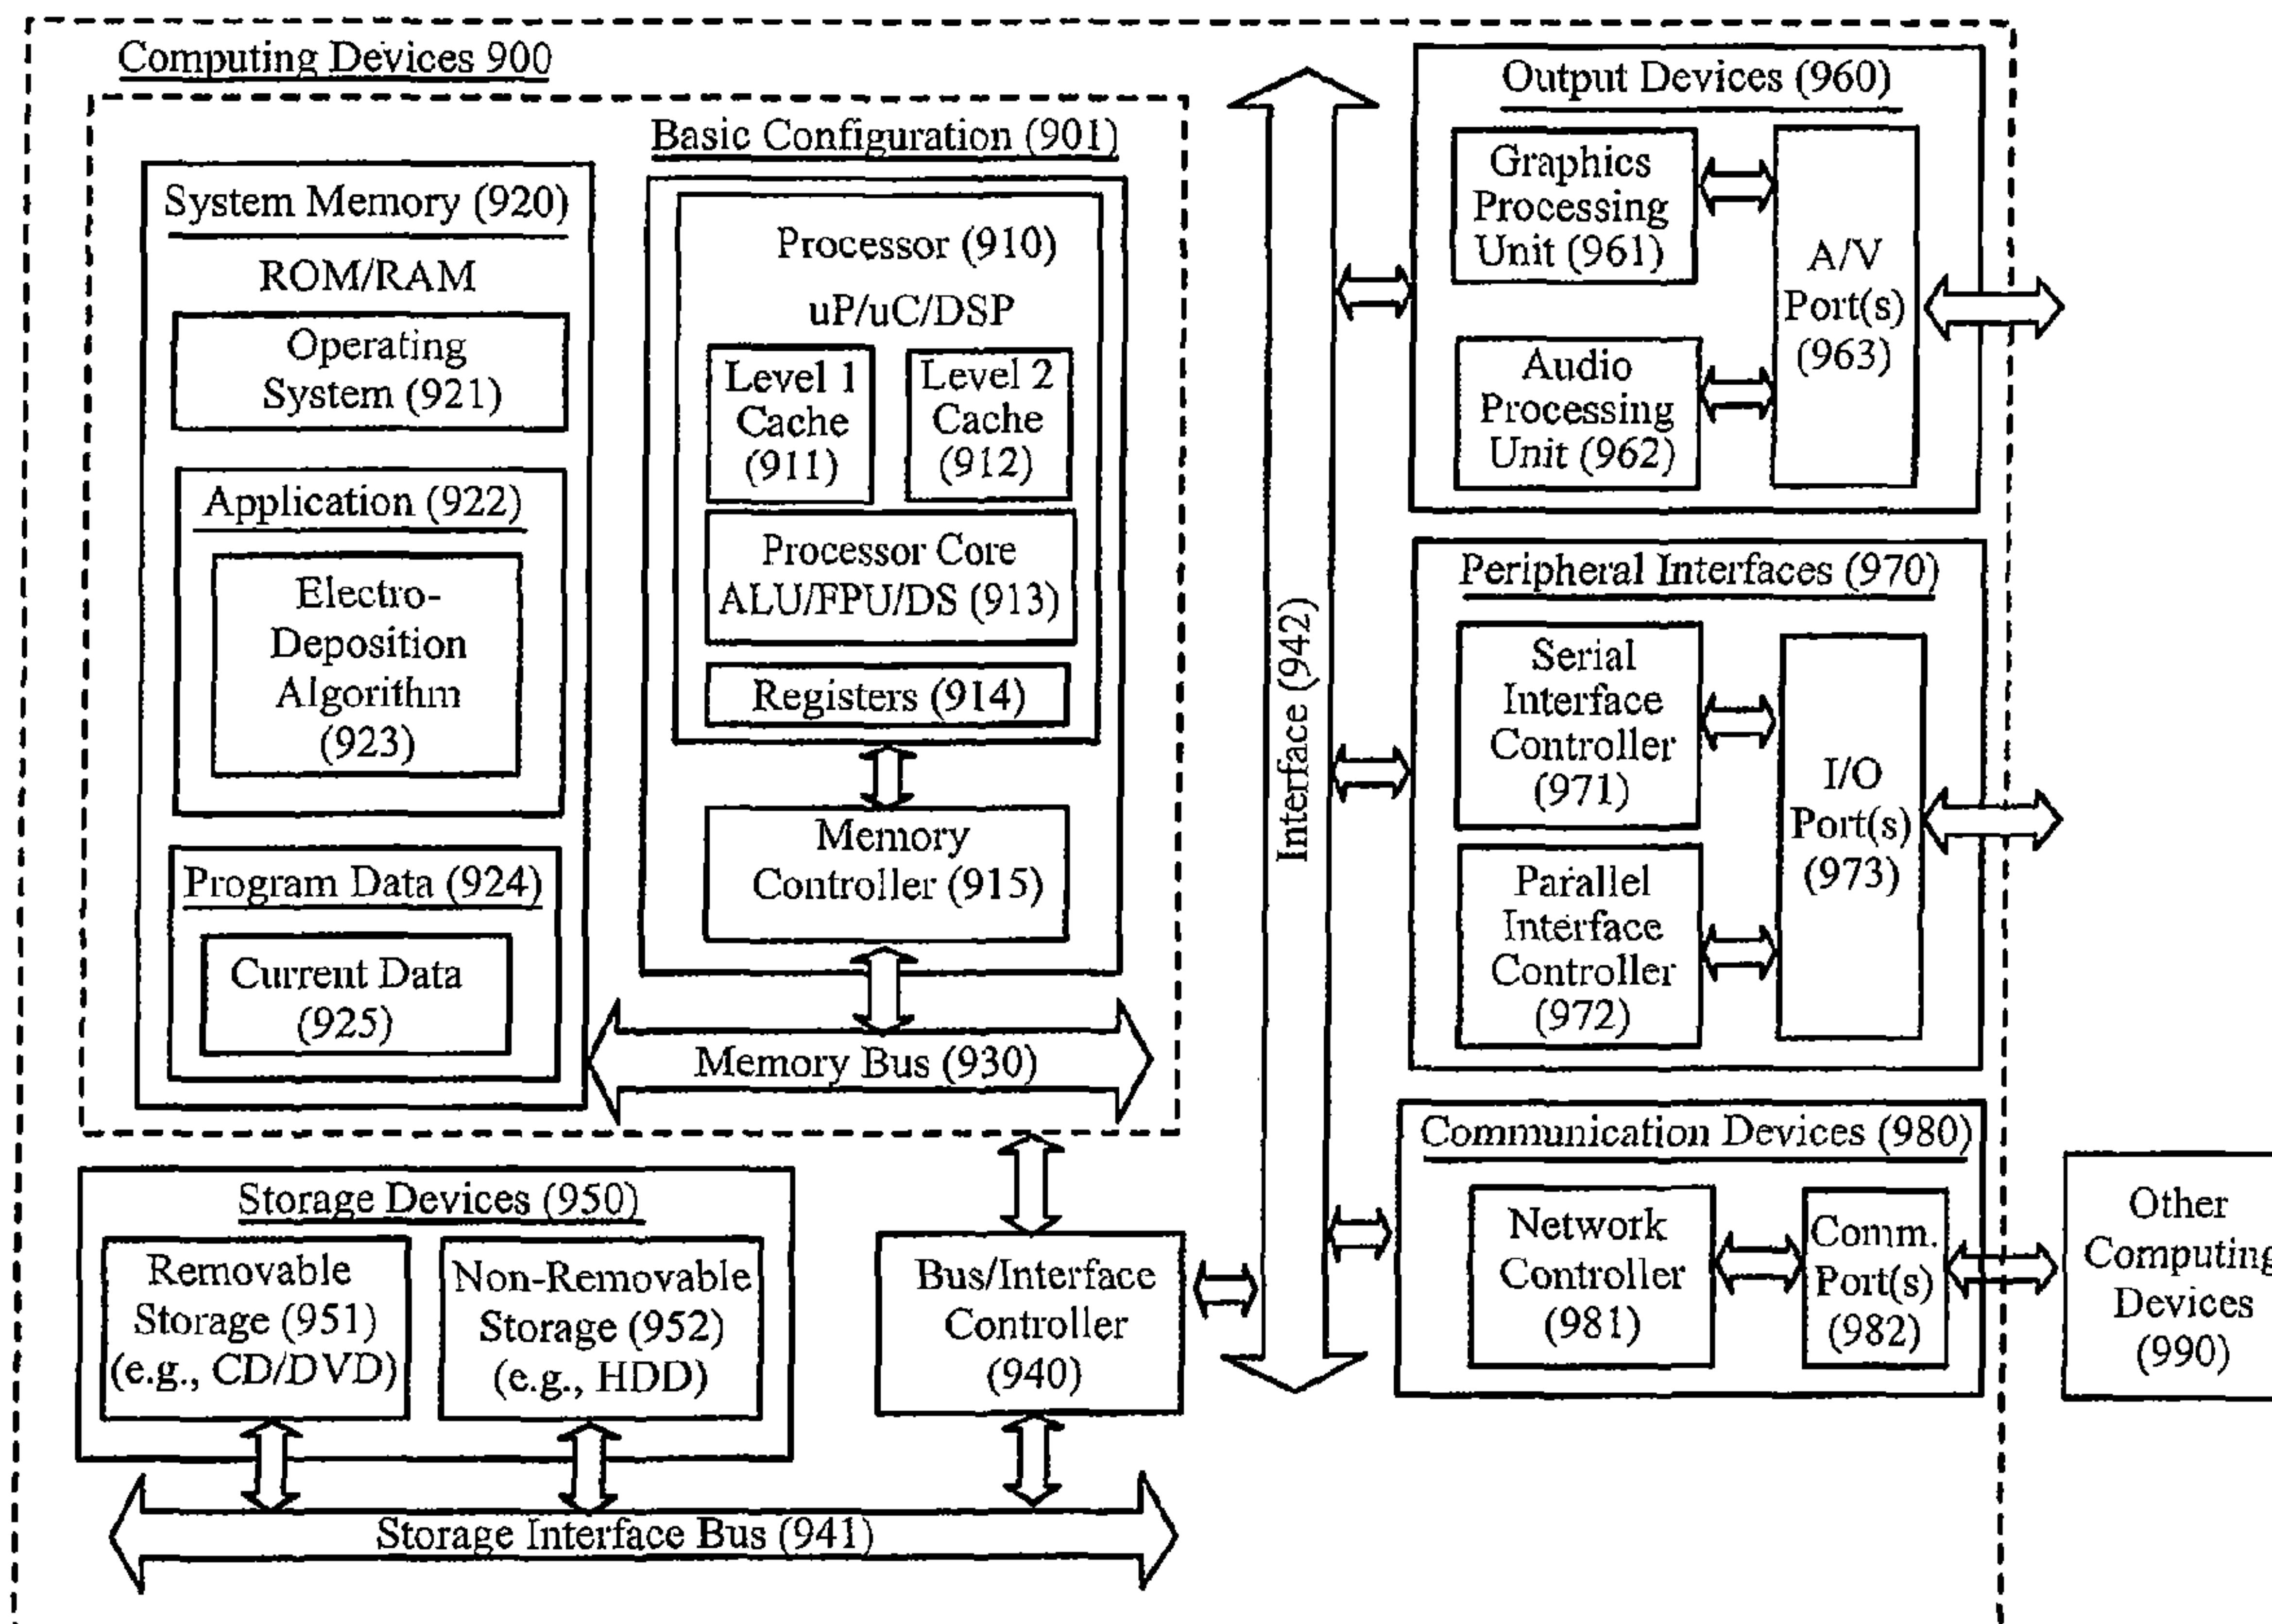 Computing Devices 900
Basic Configuration (901)
System Memory (920)
ROM/RAM
Operating
System (921)
Application (922)
Electro-
Deposition
Algorithm
(923)
Program Data (924)
Current Data
(925)
Processor (910)
uP/uC/DSP
Level 1
Cache
(911)
Level 2
Cache
(912)
Processor Core
ALU/FPU/DS (913)
Registers (914)
Memory
Controller (915)
Memory Bus (930)
Storage Devices (950)
Removable
Storage (951)
(e.g., CD/DVD)
Non-Removable
Storage (952)
(e.g., HDD)
Bus/Interface
Controller
(940)
Storage Interface Bus (941)
Interface (942)
Output Devices (960)
Graphics
Processing
Unit (961)
Audio
Processing
Unit (962)
A/V
Port(s)
(963)
Peripheral Interfaces (970)
Serial
Interface
Controller
(971)
Parallel
Interface
Controller
(972)
I/O
Port(s)
(973)
Communication Devices (980)
Network
Controller
(981)
Comm.
Port(s)
(982)
Other
Computing
Devices
(990)